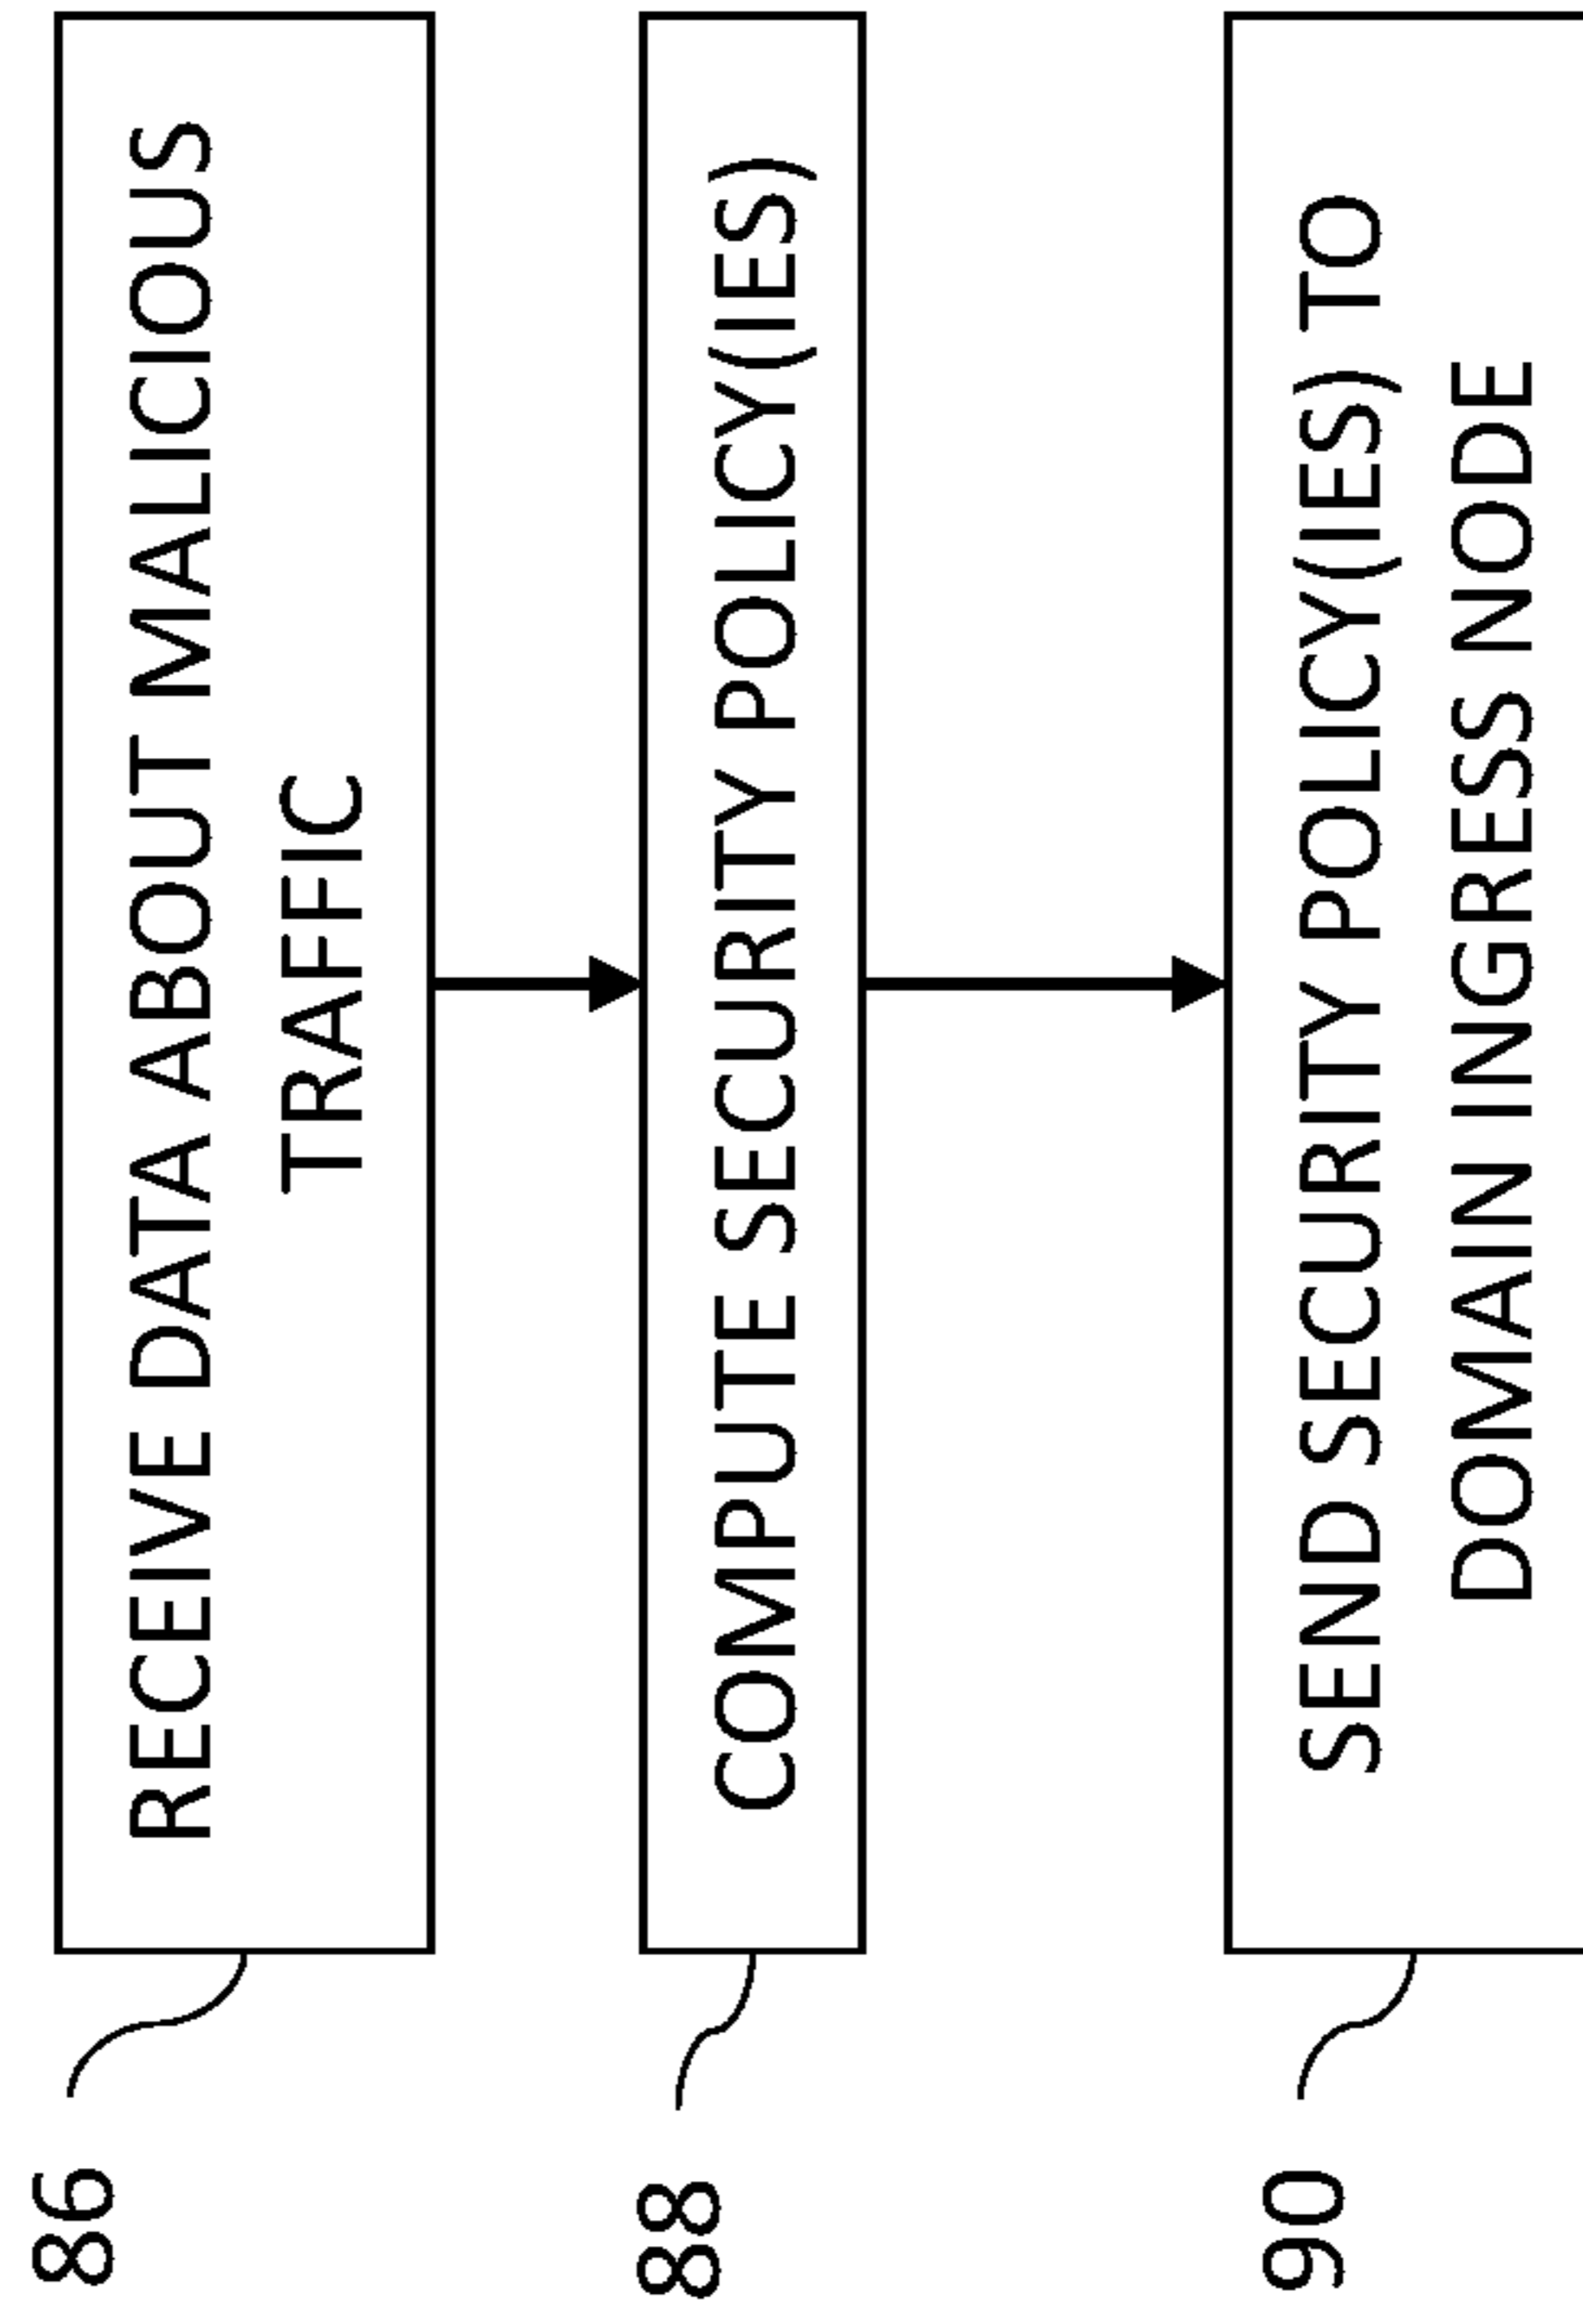 86
RECEIVE DATA ABOUT MALICIOUS
TRAFFIC
88
COMPUTE SECURITY POLICY(IES)
90
SEND SECURITY POLICY(IES) TO
DOMAIN INGRESS NODE